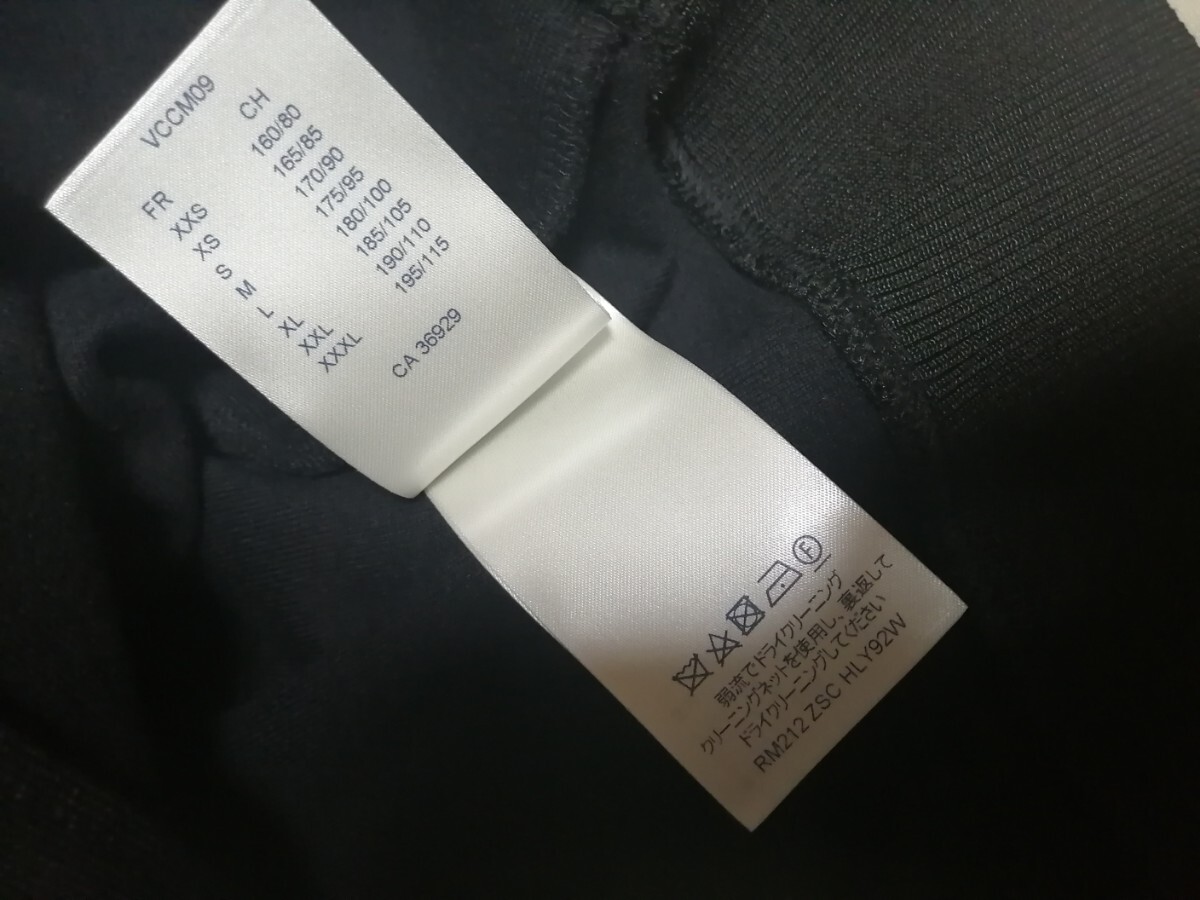 VCCM09
FR CH
XXS 160/80
XS 165/85
S 170/90
M 175/95
L 180/100
XL 185/105
XXL 190/110
XXXL 195/115
CA 36929
F
弱流でドライクリーニング
クリーニングネットを使用し、裏返して
ドライクリーニングしてください
RM212 ZSC HLY92W